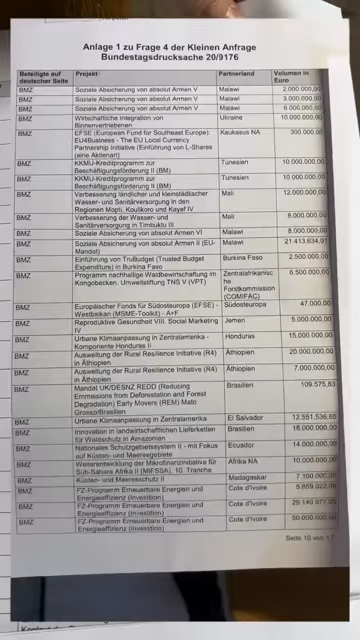 Anlage 1 zu Frage 4 der Kleinen Anfrage
Bundestagsdrucksache 20/9176
Beteiligte auf deutscher Seite Projekt Partnerland Volumen in Euro
BMZ Soziale Absicherung von absolut Armen V Malawi 2.000.000,00
BMZ Soziale Absicherung von absolut Armen V Malawi 3.000.000,00
BMZ Soziale Absicherung von absolut Armen V Malawi 6.000.000,00
BMZ Wirtschaftliche Integration von Ukraine 10.000.000,00
Binnenvertriebenen
BMZ EFSE (European Fund for Southeast Europe) Kaukasus NA 300.000,00
EU4Business - The EU Local Currency
Partnership Initiative (Einführung von L-Shares
(eine Aktienart)
BMZ KKMU-Kreditprogramm zur Tunesien 10.000.000,00
Beschäftigungsförderung II (BM)
BMZ KKMU-Kreditprogramm zur Tunesien 10.000.000,00
Beschäftigungsförderung II (BM)
BMZ Verbesserung ländlicher und kleinstädtischer Mali 12.000.000,00
Wasser- und Sanitärversorgung in den
Regionen Mopti, Koulikoro und Kayef IV
BMZ Verbesserung der Wasser- und Mali 8.000.000,00
Sanitärversorgung in Timbuktu III
BMZ Soziale Absicherung von absolut Armen VI Malawi 8.000.000,00
BMZ Soziale Absicherung von absolut Armen II (EU- Malawi 21.413.634,01
Mandat)
BMZ Einführung von TruBudget (Trusted Budget Burkina Faso 2.500.000,00
Expenditure) in Burkina Faso
BMZ Programm nachhaltige Waldbewirtschaftung im Zentralafrikanisc 6.500.000,00
Kongobecken, Umweltstiftung TNS V (VPT) he
Forstkommission
(COMIFAC)
BMZ Europäischer Fonds für Südosteuropa (EFSE) - Südosteuropa 47.000,00
Westbalkan (MSME-Toolkit) - A+F
BMZ Reproduktive Gesundheit VIII. Social Marketing Jemen 5.000.000,00
IV
BMZ Urbane Klimaanpassung in Zentralamerika - Honduras 15.000.000,00
Komponente Honduras II
BMZ Ausweitung der Rural Resilience Initiative (R4) Äthiopien 20.000.000,00
in Äthiopien
BMZ Ausweitung der Rural Resilience Initiative (R4) Äthiopien 7.000.000,00
in Äthiopien
BMZ Mandat UK/DESNZ REDD (Reducing Brasilien 109.575,83
Emmissions from Deforestation and Forest
Degradation) Early Movers (REM) Mato
Grosso/Brasilien
BMZ Urbane Klimaanpassung in Zentralamerika El Salvador 12.551.536,65
BMZ Innovation in landwirtschaftlichen Lieferketten Brasilien 18.000.000,00
für Waldschutz in Amazonien
BMZ Nationales Schutzgebietssystem II - mit Fokus Ecuador 14.000.000,00
auf Küsten- und Meeresgebiete
BMZ Weiterentwicklung der Mikrofinanzinitiative für Afrika NA 10.000.000,00
Sub-Sahara Afrika II (MIFSSA), 10. Tranche
BMZ Küsten- und Meeresschutz II Madagaskar 7.100.000,00
BMZ FZ-Programm Erneuerbare Energien und Cote d'Ivoire 5.859.022,00
Energieeffizienz (Investition)
BMZ FZ-Programm Erneuerbare Energien und Cote d'Ivoire 25.140.977,00
Energieeffizienz (Investition)
BMZ FZ-Programm Erneuerbare Energien und Cote d'Ivoire 50.000.000,00
Energieeffizienz (Investition)
Seite 10 von